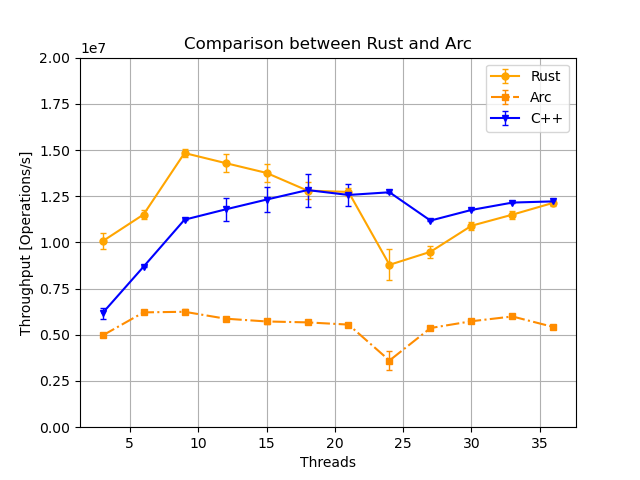 Comparison between Rust and Arc
1e7
2.00
1.75
1.50
1.25
1.00
0.75
0.50
0.25
0.00
Throughput [Operations/s]
5 10 15 20 25 30 35
Threads
Rust
Arc
C++